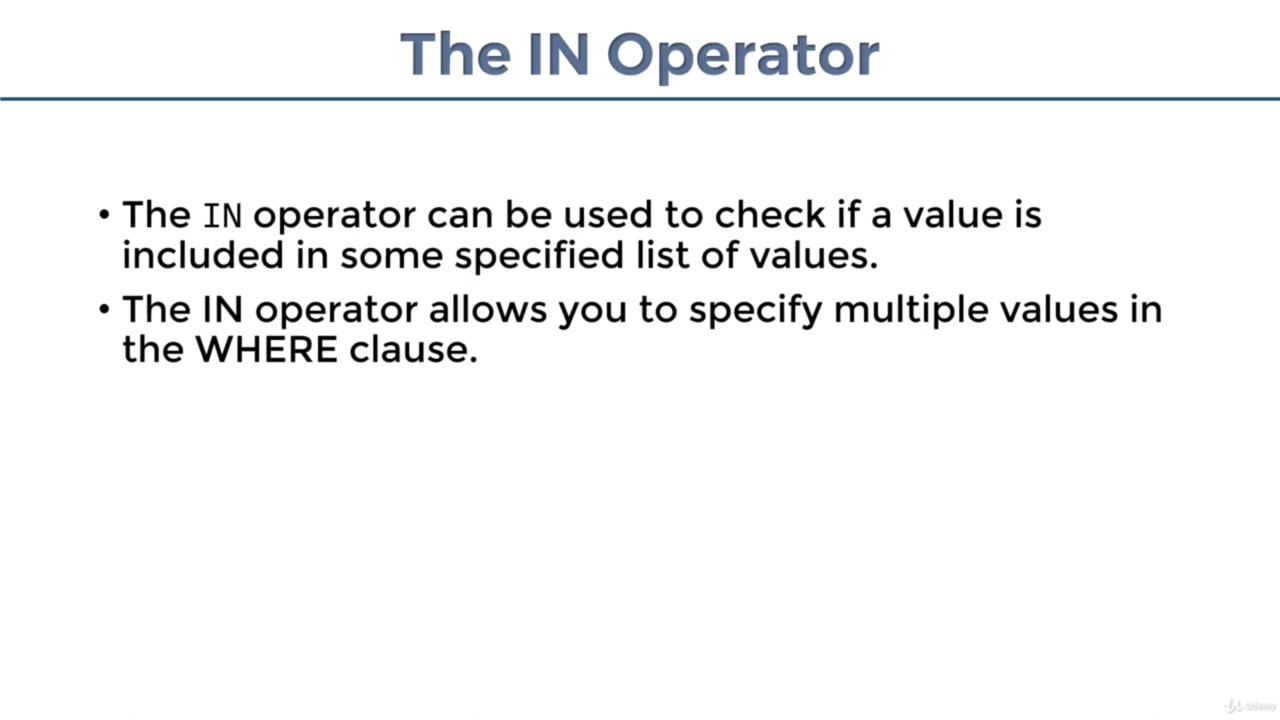 The IN Operator
• The IN operator can be used to check if a value is
included in some specified list of values.
• The IN operator allows you to specify multiple values in
the WHERE clause.
Udemy